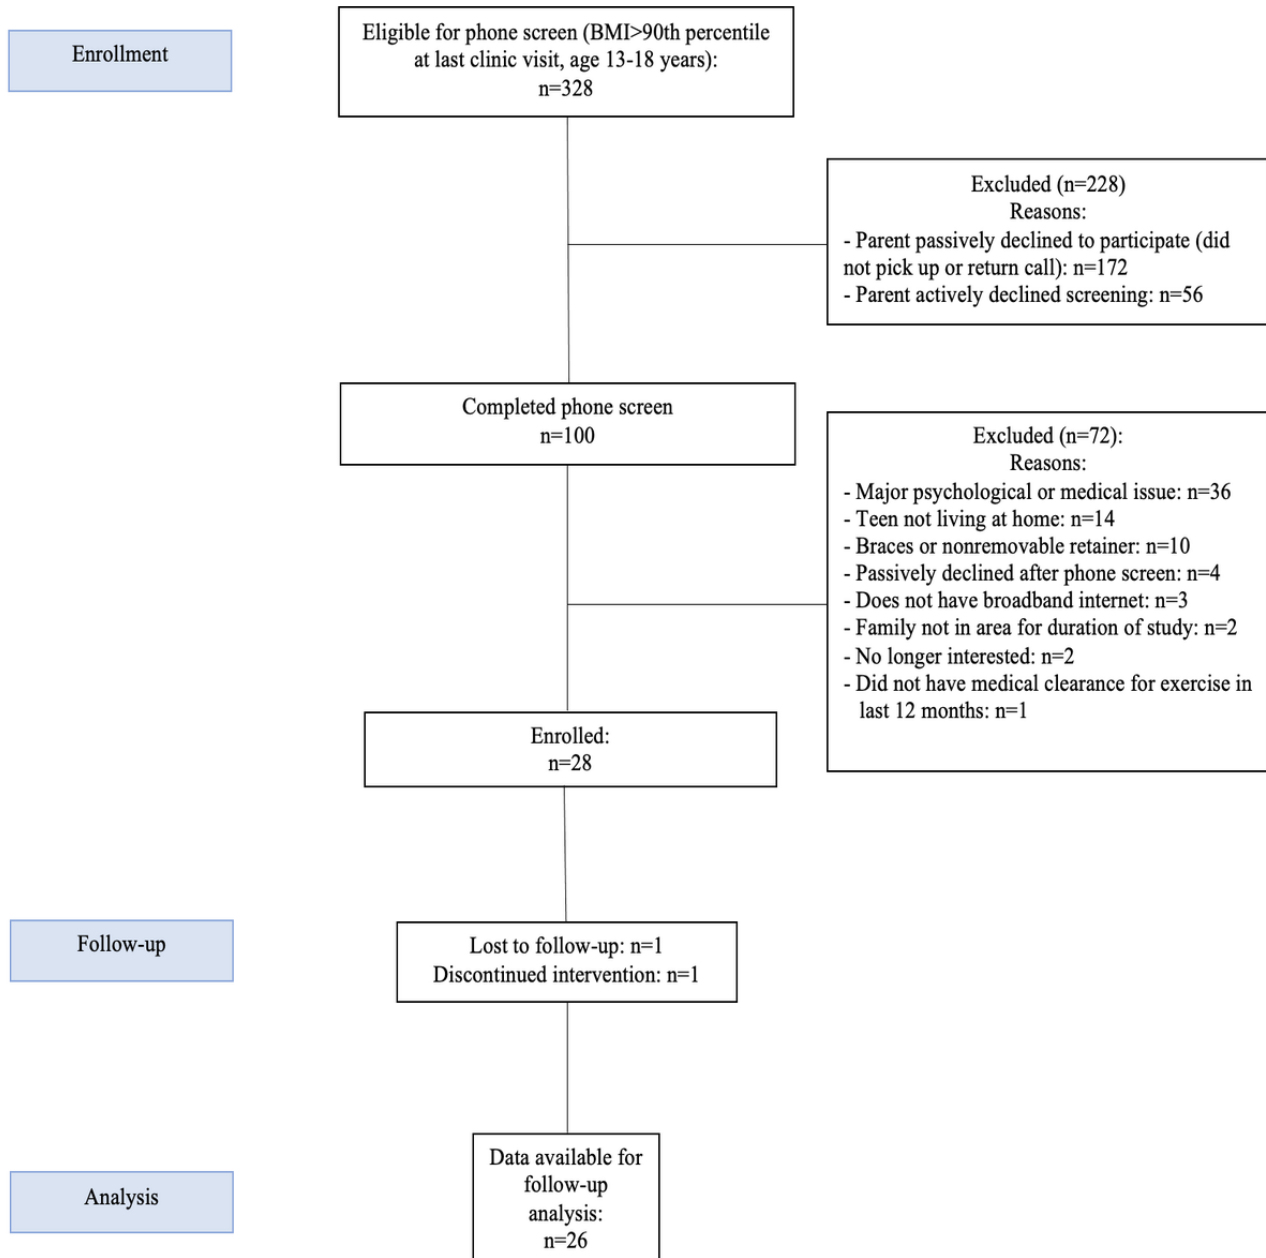 Enrollment
Eligible for phone screen (BMI>90th percentile
at last clinic visit, age 13-18 years):
n=328
Excluded (n=228)
Reasons:
- Parent passively declined to participate (did
not pick up or return call): n=172
- Parent actively declined screening: n=56
Completed phone screen
n=100
Excluded (n=72):
Reasons:
- Major psychological or medical issue: n=36
- Teen not living at home: n=14
- Braces or nonremovable retainer: n=10
- Passively declined after phone screen: n=4
- Does not have broadband internet: n=3
- Family not in area for duration of study: n=2
- No longer interested: n=2
- Did not have medical clearance for exercise in
last 12 months: n=1
Enrolled:
n=28
Follow-up
Lost to follow-up: n=1
Discontinued intervention: n=1
Analysis
Data available for
follow-up
analysis:
n=26